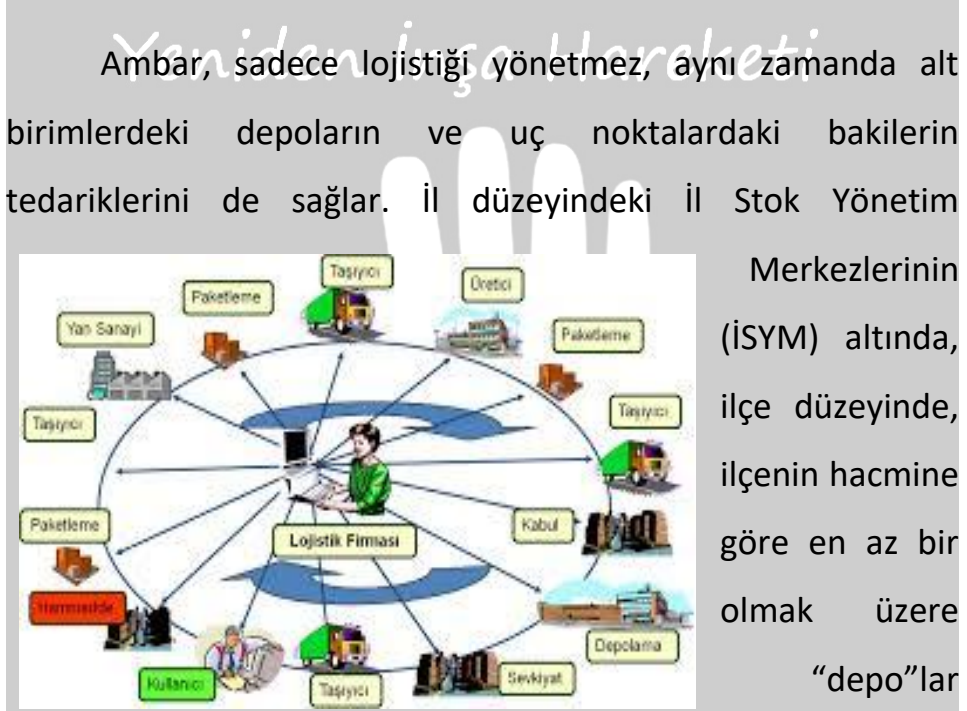 Yeniden İnşa Hareketi
Ambar, sadece lojistiği yönetmez, aynı zamanda alt
birimlerdeki depoların ve uç noktalardaki bakilerin
tedariklerini de sağlar. İl düzeyindeki İl Stok Yönetim
Merkezlerinin
(İSYM) altında,
ilçe düzeyinde,
ilçenin hacmine
göre en az bir
olmak üzere
“depo”lar
Taşıyıcı
Üretici
Paketleme
Yan Sanayi
Paketleme
Taşıyıcı
Taşıyıcı
Paketleme
Kabul
Lojistik Firması
Hammadde
Depolama
Kullanıcı
Taşıyıcı
Sevkiyat